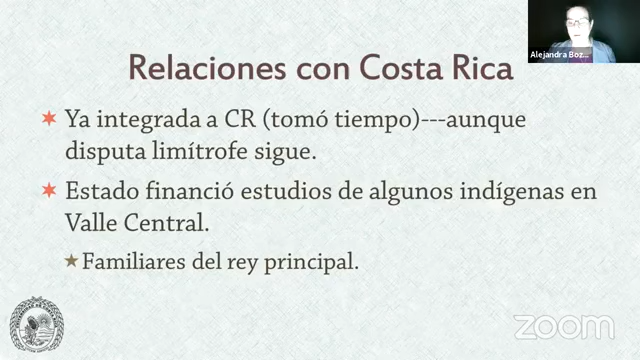 Alejandra Boz...
Relaciones con Costa Rica
Ya integrada a CR (tomó tiempo)---aunque
disputa limítrofe sigue.
Estado financió estudios de algunos indígenas en
Valle Central.
Familiares del rey principal.
zoom